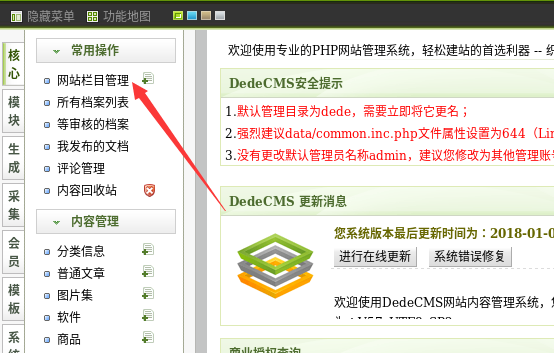 隐藏菜单 功能地图
核心
模块
生成
采集
会员
模板
系
常用操作
网站栏目管理
所有档案列表
等审核的档案
我发布的文档
评论管理
内容回收站
内容管理
分类信息
普通文章
图片集
软件
商品
欢迎使用专业的PHP网站管理系统，轻松建站的首选利器 --
DedeCMS安全提示
1.默认管理目录为dede，需要立即将它更名；
2.强烈建议data/common.inc.php文件属性设置为644（Lin
3.没有更改默认管理员名称admin，建议您修改为其他管理账
DedeCMS 更新消息
您系统版本最后更新时间为：2018-01-0
进行在线更新 系统错误修复
欢迎使用DedeCMS网站内容管理系统，
商业授权查询